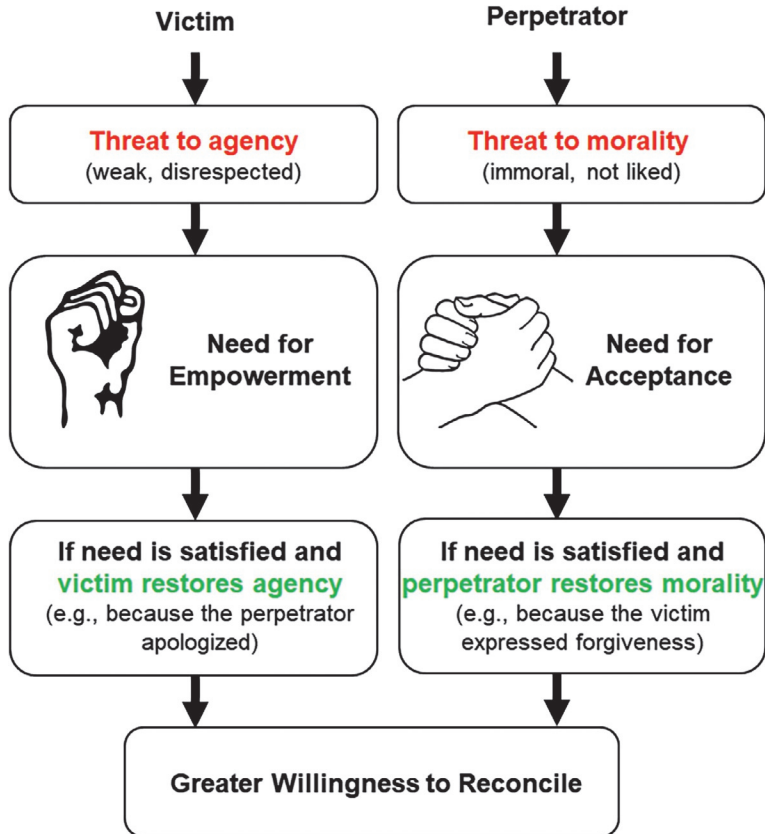 Victim
Threat to agency
(weak, disrespected)
Need for
Empowerment
If need is satisfied and
victim restores agency
(e.g., because the perpetrator
apologized)
Perpetrator
Threat to morality
(immoral, not liked)
Need for
Acceptance
If need is satisfied and
perpetrator restores morality
(e.g., because the victim
expressed forgiveness)
Greater Willingness to Reconcile